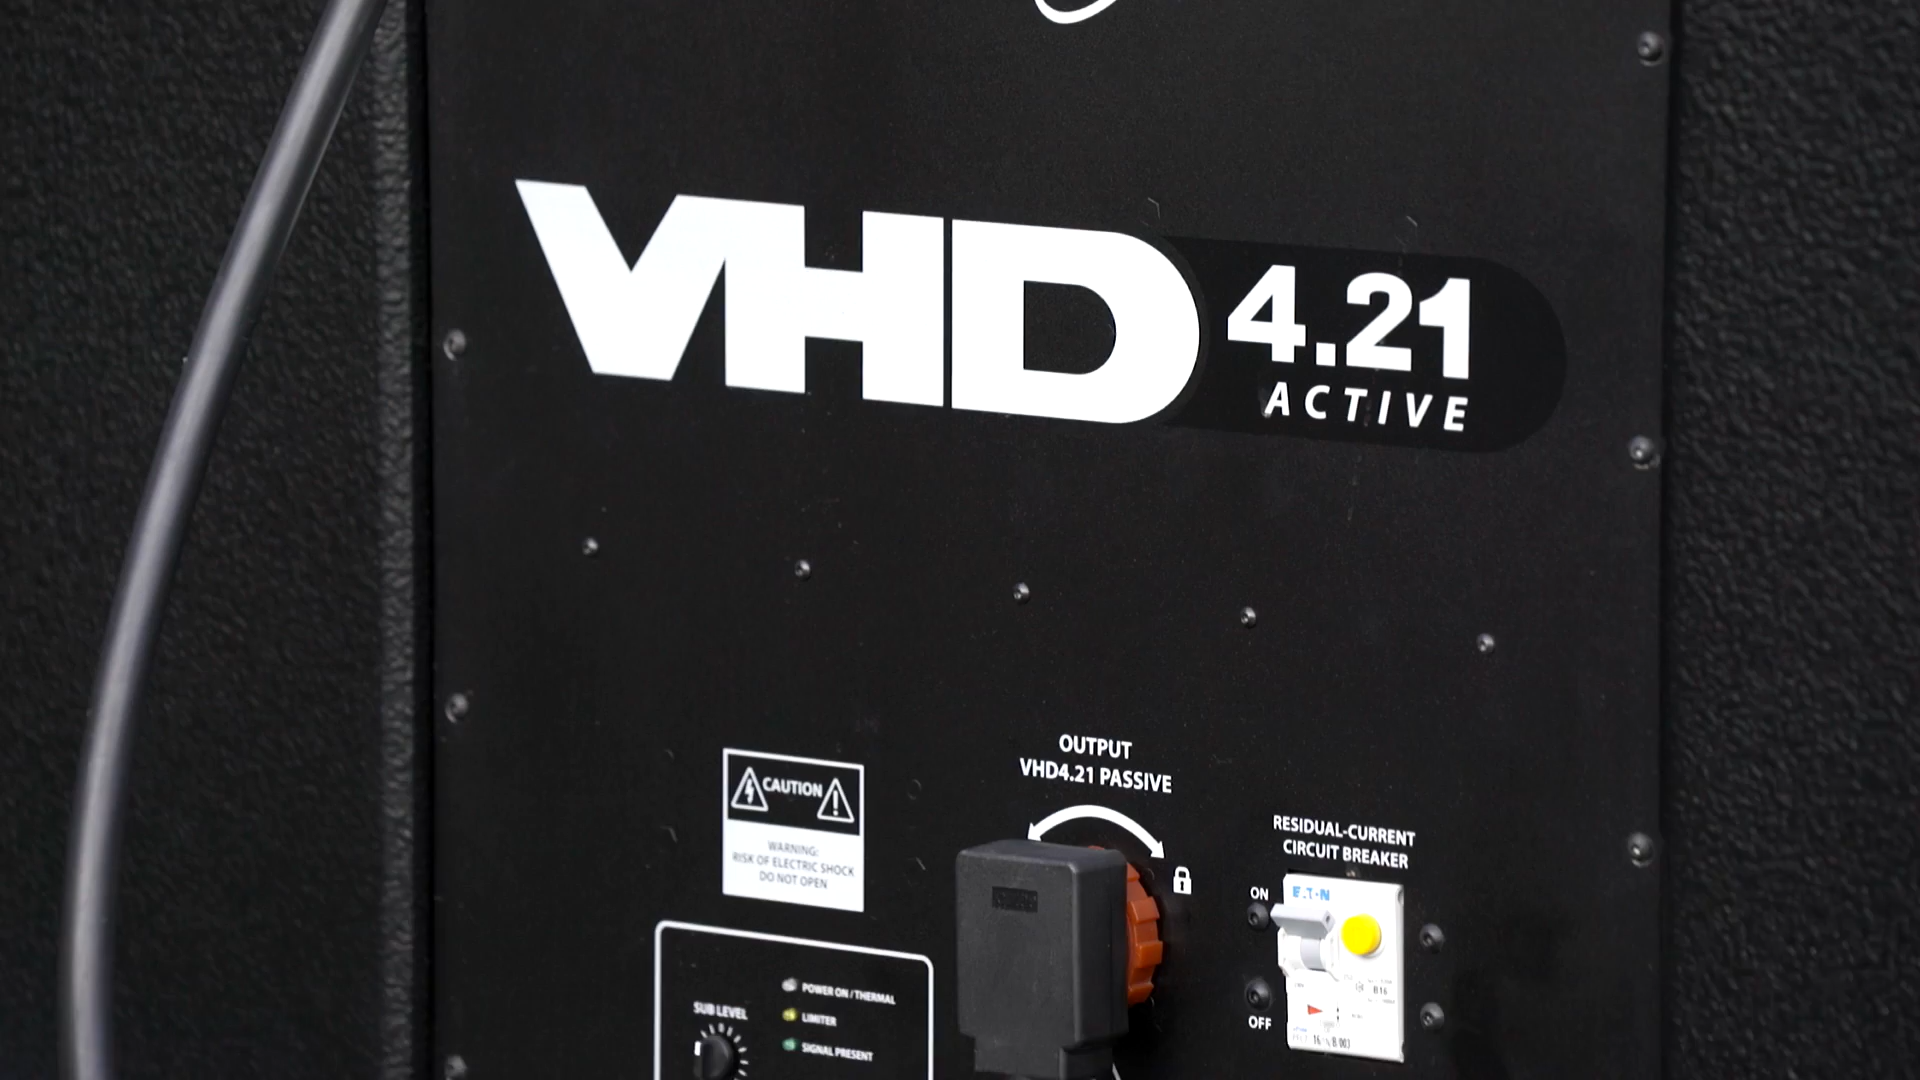 VHD 4.21
ACTIVE
OUTPUT
VHD4.21 PASSIVE
CAUTION
WARNING:
RISK OF ELECTRIC SHOCK
DO NOT OPEN
RESIDUAL-CURRENT
CIRCUIT BREAKER
ON
OFF
B16
SUB LEVEL
POWER ON / THERMAL
LIMITER
SIGNAL PRESENT